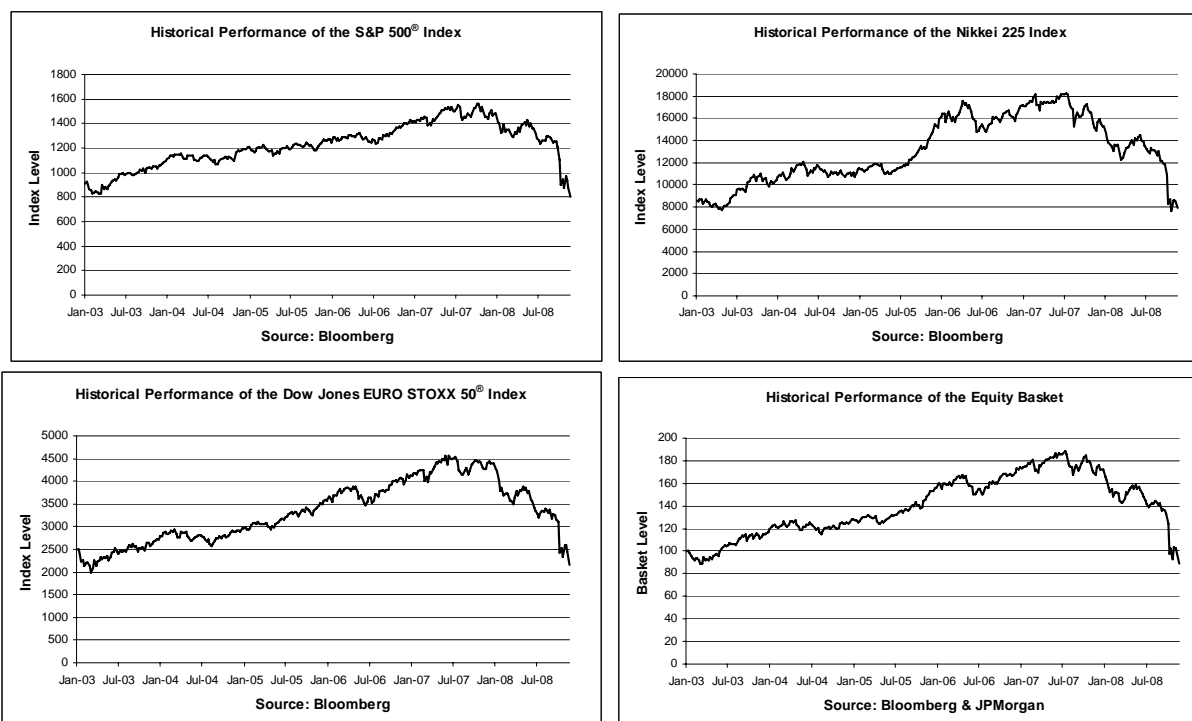 Historical Performance of the S&P 500® Index
Index Level
1800
1600
1400
1200
1000
800
600
400
200
0
Jan-03 Jul-03 Jan-04 Jul-04 Jan-05 Jul-05 Jan-06 Jul-06 Jan-07 Jul-07 Jan-08 Jul-08
Source: Bloomberg
Historical Performance of the Nikkei 225 Index
Index Level
20000
18000
16000
14000
12000
10000
8000
6000
4000
2000
0
Jan-03 Jul-03 Jan-04 Jul-04 Jan-05 Jul-05 Jan-06 Jul-06 Jan-07 Jul-07 Jan-08 Jul-08
Source: Bloomberg
Historical Performance of the Dow Jones EURO STOXX 50® Index
Index Level
5000
4500
4000
3500
3000
2500
2000
1500
1000
500
0
Jan-03 Jul-03 Jan-04 Jul-04 Jan-05 Jul-05 Jan-06 Jul-06 Jan-07 Jul-07 Jan-08 Jul-08
Source: Bloomberg
Historical Performance of the Equity Basket
Basket Level
200
180
160
140
120
100
80
60
40
20
0
Jan-03 Jul-03 Jan-04 Jul-04 Jan-05 Jul-05 Jan-06 Jul-06 Jan-07 Jul-07 Jan-08 Jul-08
Source: Bloomberg & JPMorgan